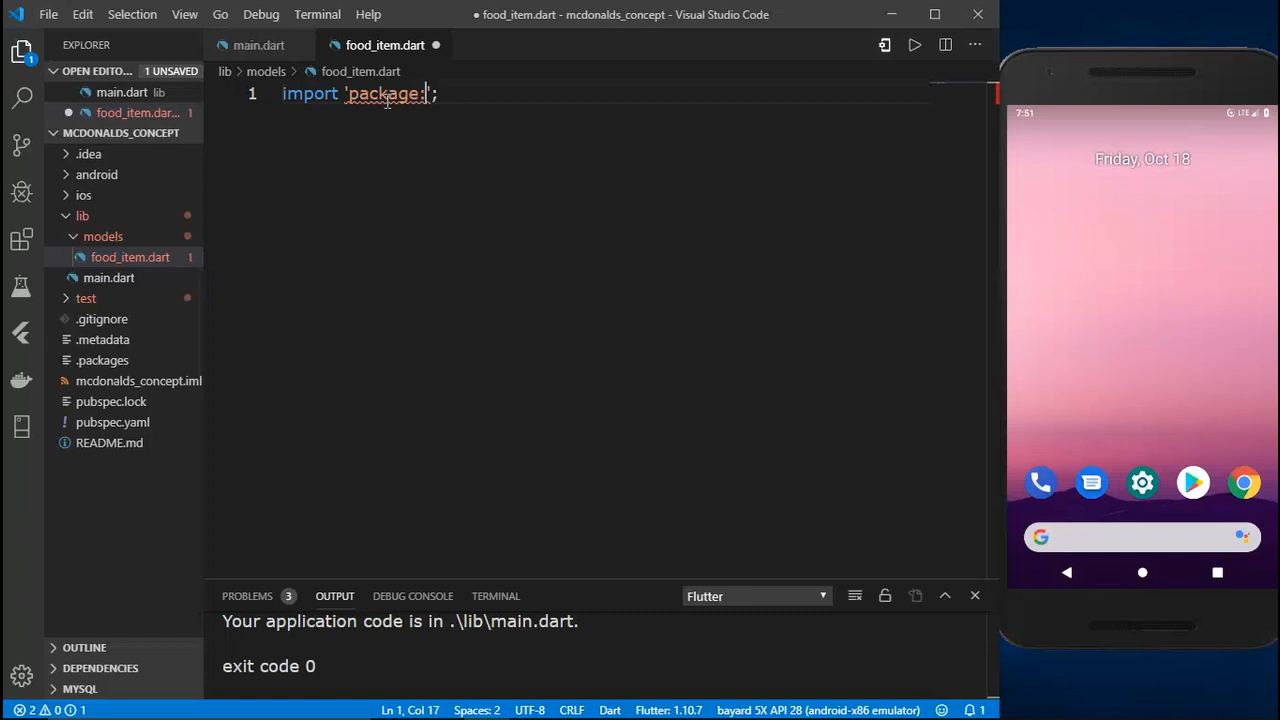 File Edit Selection View Go Debug Terminal Help
● food_item.dart - mcdonalds_concept - Visual Studio Code
EXPLORER
main.dart
food_item.dart
OPEN EDITO... 1 UNSAVED
lib > models > food_item.dart
main.dart lib
1 import 'package:';
food_item.dar... 1
MCDONALDS_CONCEPT
.idea
android
ios
lib
models
food_item.dart 1
main.dart
test
.gitignore
.metadata
.packages
mcdonalds_concept.iml
pubspec.lock
pubspec.yaml
README.md
1
PROBLEMS 3 OUTPUT DEBUG CONSOLE TERMINAL
Flutter
Your application code is in .\lib\main.dart.
exit code 0
OUTLINE
DEPENDENCIES
MYSQL
2 0 1
Ln 1, Col 17 Spaces: 2 UTF-8 CRLF Dart Flutter: 1.10.7 bayard 5X API 28 (android-x86 emulator) 1
7:51
LTE
Friday, Oct 18